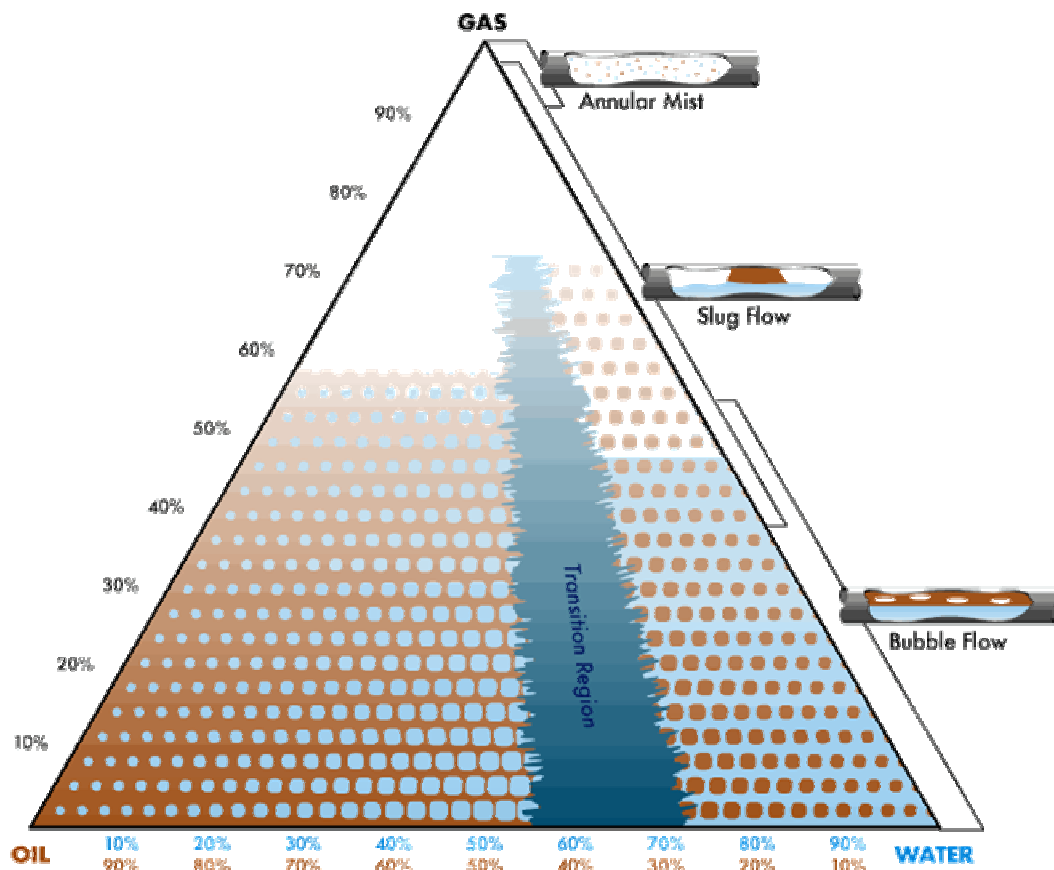 GAS
Annular Mist
90%
80%
70%
Slug Flow
60%
50%
40%
Transition Region
30%
Bubble Flow
20%
10%
OIL
10% 20% 30% 40% 50% 60% 70% 80% 90%
WATER
90% 80% 70% 60% 50% 40% 30% 20% 10%